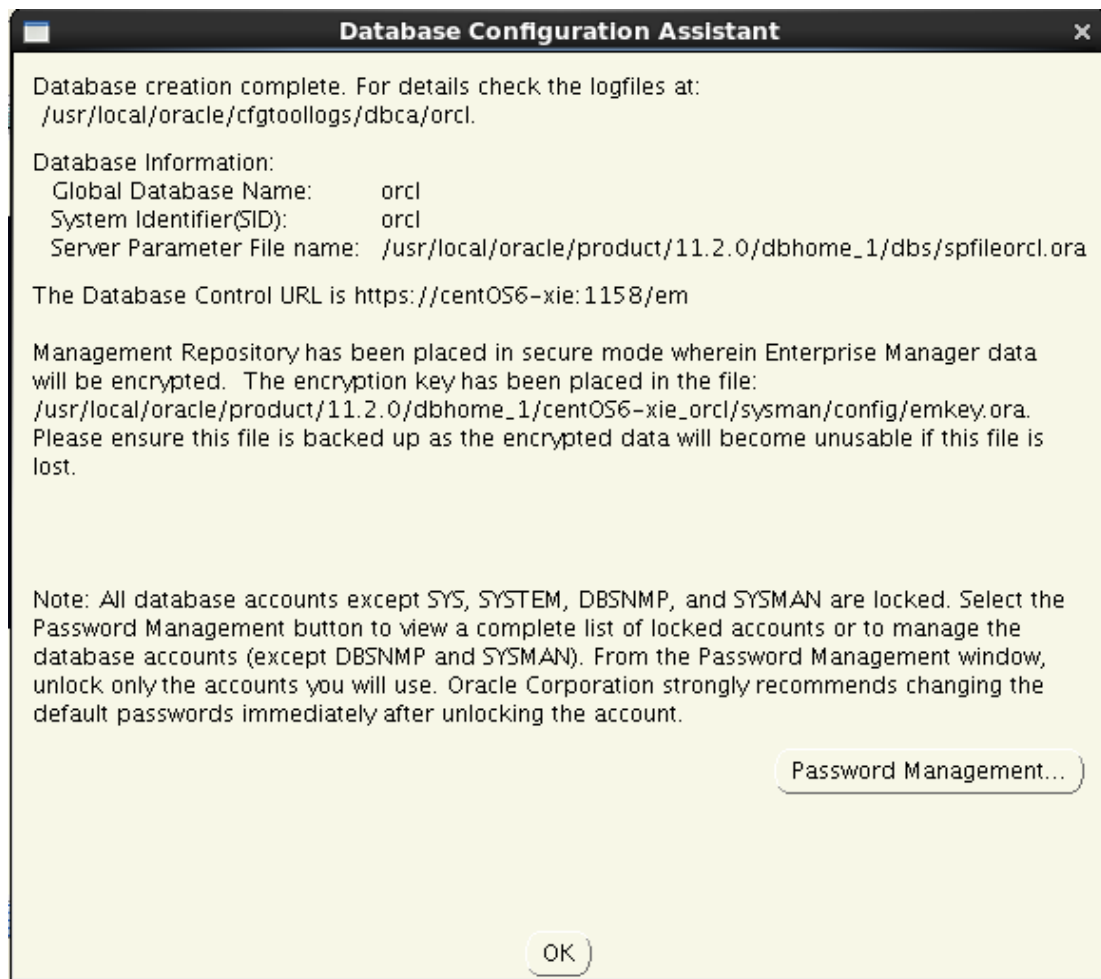 Database Configuration Assistant
Database creation complete. For details check the logfiles at:
/usr/local/oracle/cfgtoollogs/dbca/orcl.
Database Information:
Global Database Name: orcl
System Identifier(SID): orcl
Server Parameter File name: /usr/local/oracle/product/11.2.0/dbhome_1/dbs/spfileorcl.ora
The Database Control URL is https://centOS6-xie:1158/em
Management Repository has been placed in secure mode wherein Enterprise Manager data
will be encrypted. The encryption key has been placed in the file:
/usr/local/oracle/product/11.2.0/dbhome_1/centOS6-xie_orcl/sysman/config/emkey.ora.
Please ensure this file is backed up as the encrypted data will become unusable if this file is
lost.
Note: All database accounts except SYS, SYSTEM, DBSNMP, and SYSMAN are locked. Select the
Password Management button to view a complete list of locked accounts or to manage the
database accounts (except DBSNMP and SYSMAN). From the Password Management window,
unlock only the accounts you will use. Oracle Corporation strongly recommends changing the
default passwords immediately after unlocking the account.
Password Management...
OK